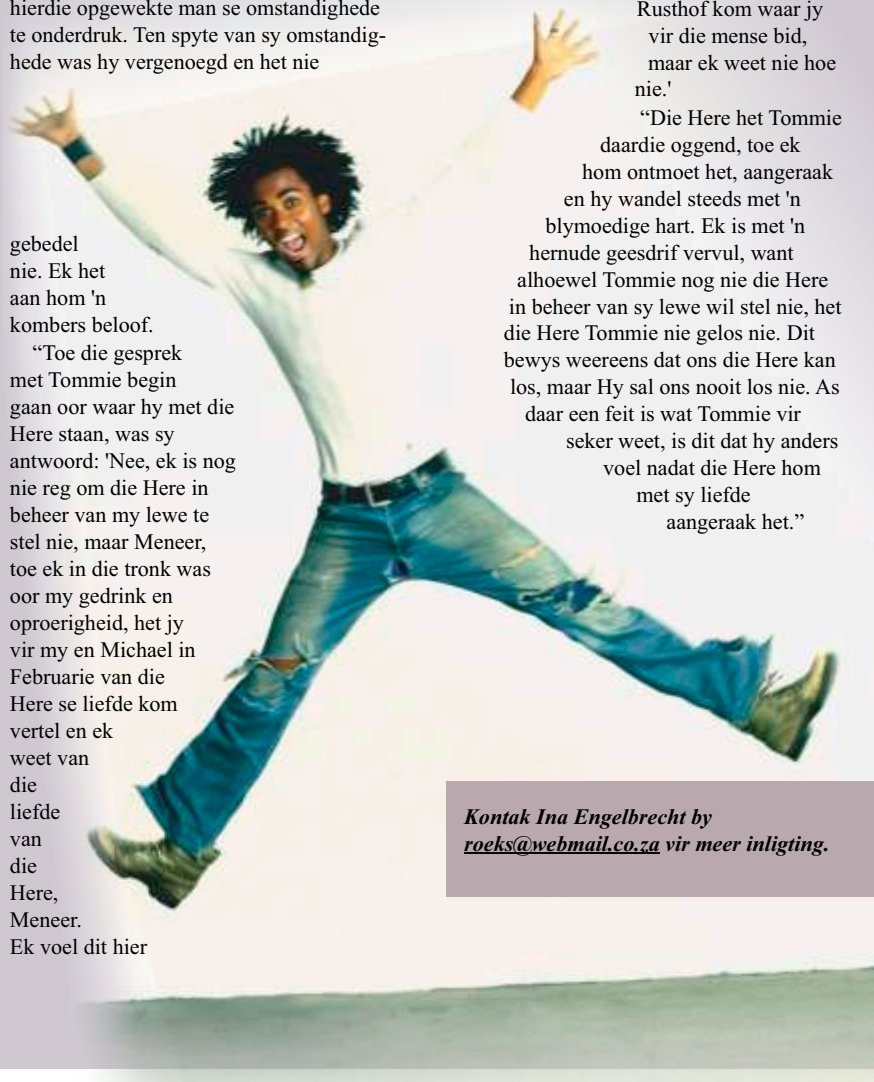 hierdie opgewekte man se omstandighede
te onderdruk. Ten spyte van sy omstandig-
hede was hy vergenoegd en het nie
gebedel
nie. Ek het
aan hom 'n
kombers beloof.
“Toe die gesprek
met Tommie begin
gaan oor waar hy met die
Here staan, was sy
antwoord: 'Nee, ek is nog
nie reg om die Here in
beheer van my lewe te
stel nie, maar Meneer,
toe ek in die tronk was
oor my gedrink en
oproerigheid, het jy
vir my en Michael in
Februarie van die
Here se liefde kom
vertel en ek
weet van
die
liefde
van
die
Here,
Meneer.
Ek voel dit hier
Rusthof kom waar jy
vir die mense bid,
maar ek weet nie hoe
nie.'
“Die Here het Tommie
daardie oggend, toe ek
hom ontmoet het, aangeraak
en hy wandel steeds met 'n
blymoedige hart. Ek is met 'n
hernude geesdrif vervul, want
alhoewel Tommie nog nie die Here
in beheer van sy lewe wil stel nie, het
die Here Tommie nie gelos nie. Dit
bewys weereens dat ons die Here kan
los, maar Hy sal ons nooit los nie. As
daar een feit is wat Tommie vir
seker weet, is dit dat hy anders
voel nadat die Here hom
met sy liefde
aangeraak het.”
Kontak Ina Engelbrecht by
roeks@webmail.co.za vir meer inligting.